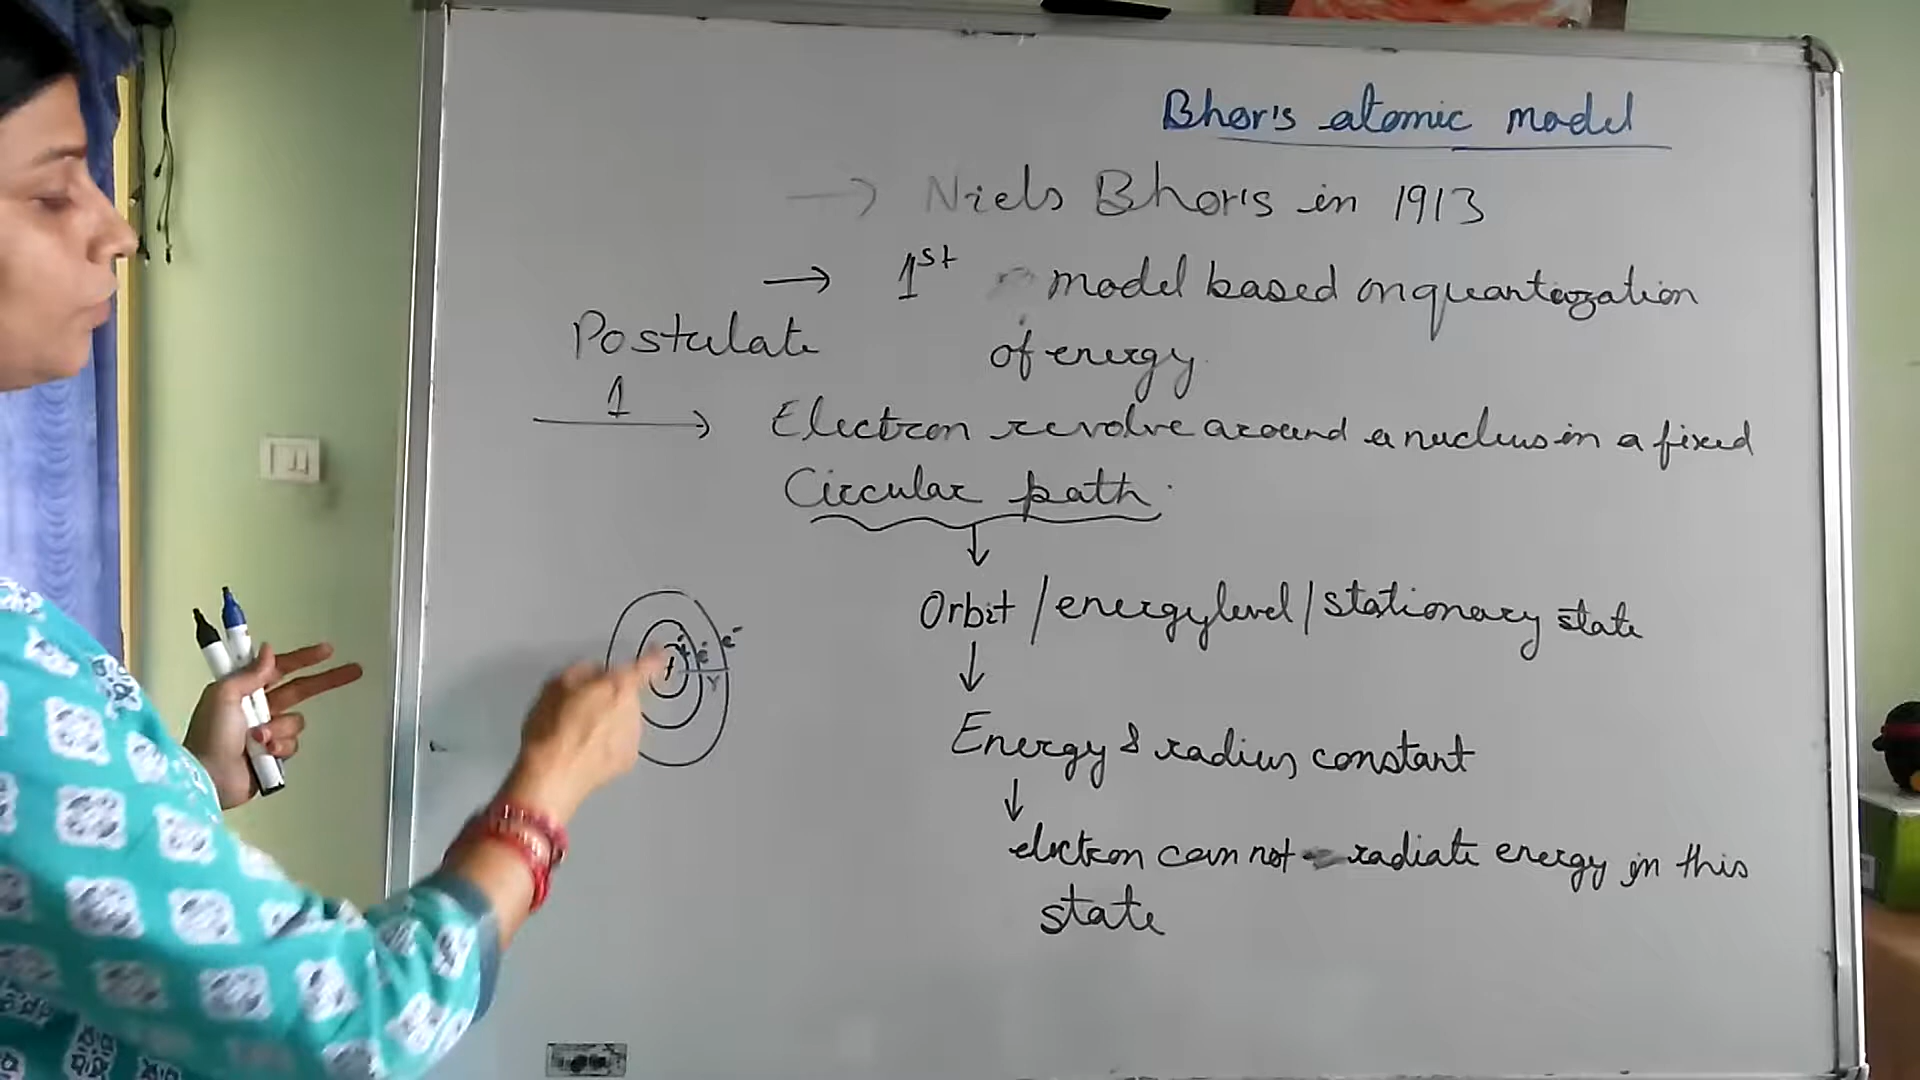 Bhor's atomic model
→ Niels Bhor's in 1913
→ 1st model based on quantazation
of energy.
Postulate
1
→ Electron revolve around a nucleus in a fixed
Circular path.
↓
Orbit / energy level / stationary state
↓
Energy & radius constant
↓
electron can not radiate energy in this
state
+ e- e- e-
r